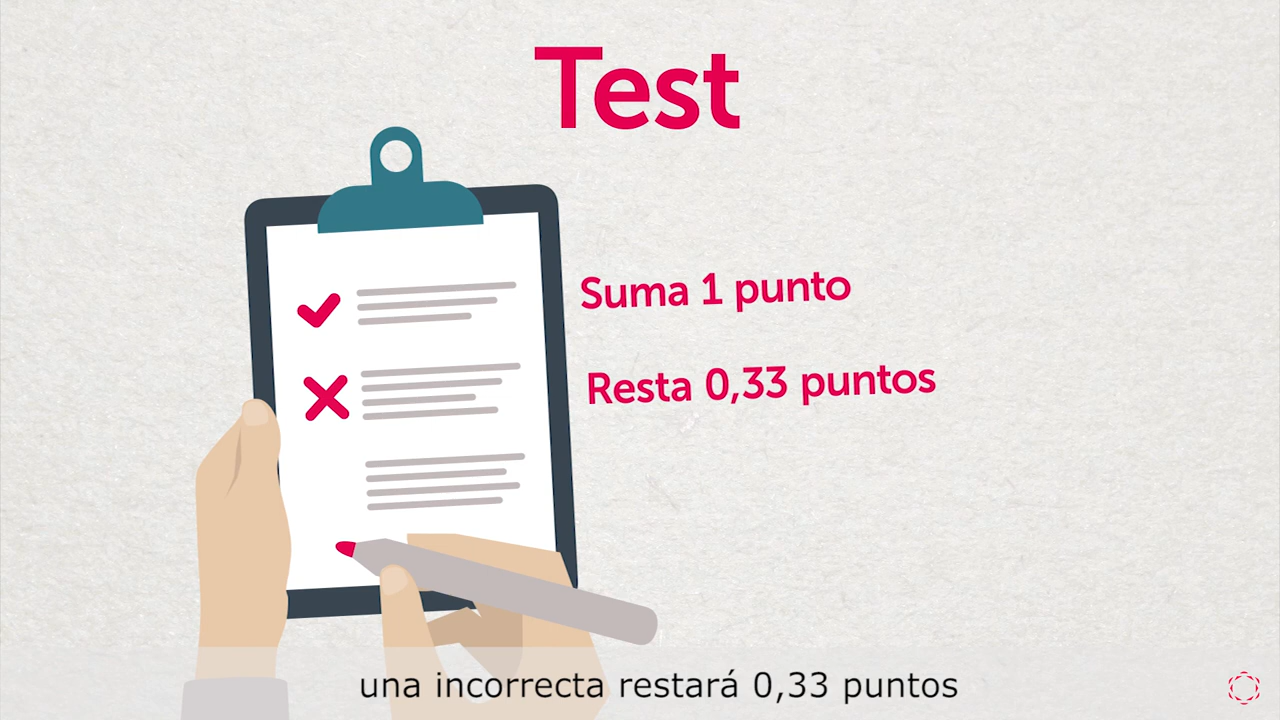 Test
Suma 1 punto
Resta 0,33 puntos
una incorrecta restará 0,33 puntos